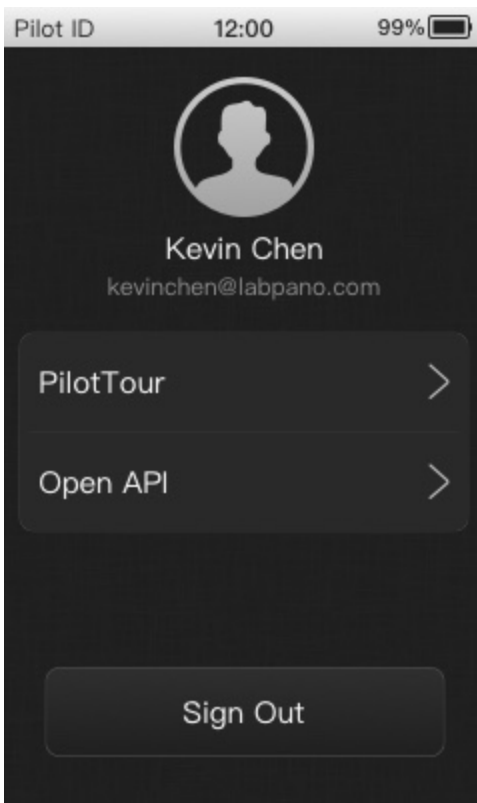 Pilot ID 12:00 99%
Kevin Chen
kevinchen@labpano.com
PilotTour
Open API
Sign Out